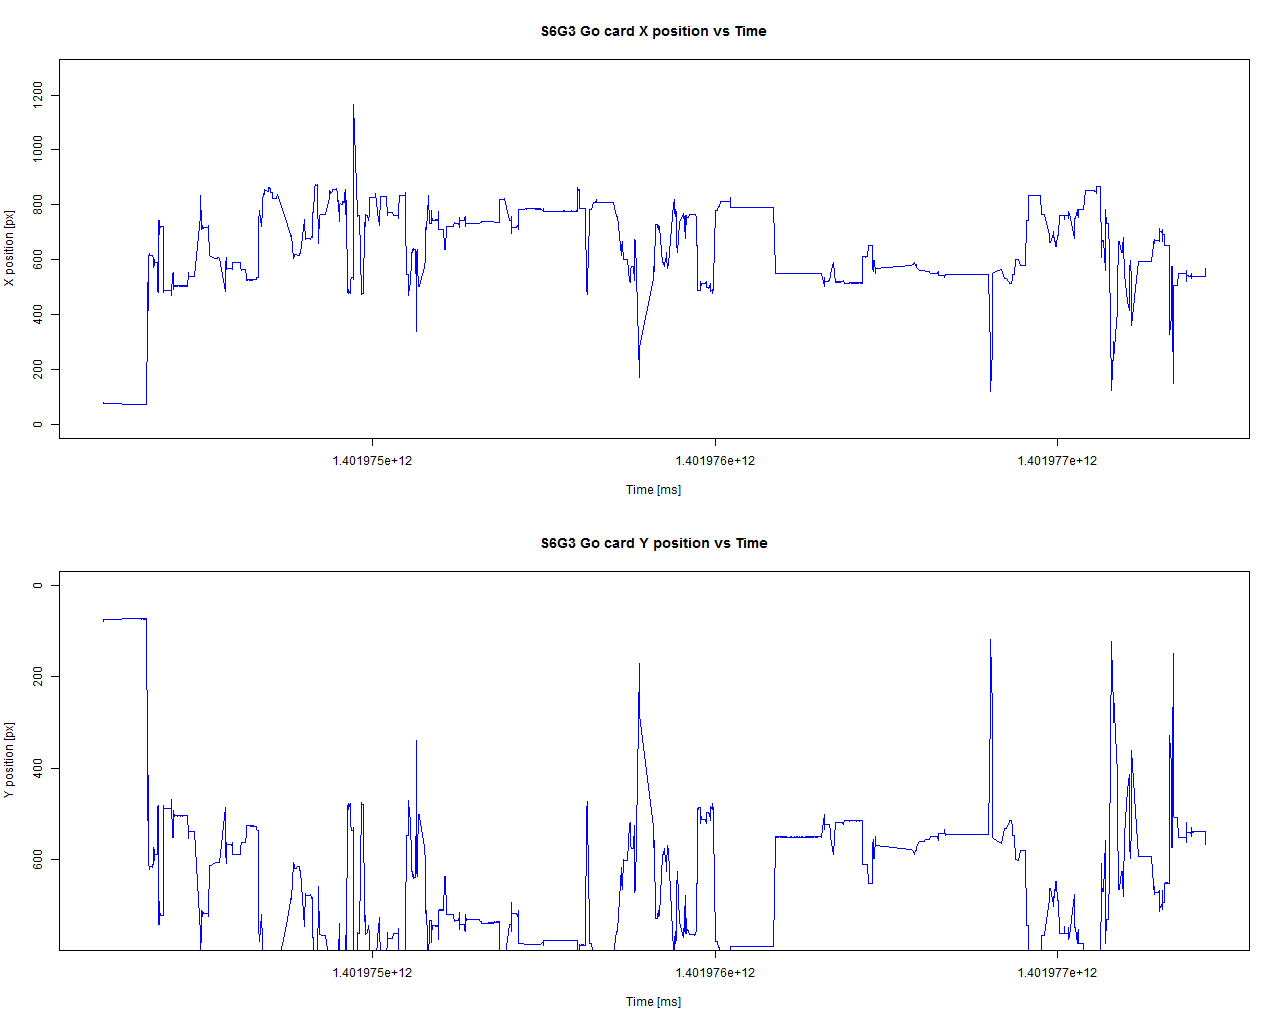 S6G3 Go card X position vs Time
X position [px]
1200
1000
800
600
400
200
0
1.401975e+12 1.401976e+12 1.401977e+12
Time [ms]
S6G3 Go card Y position vs Time
Y position [px]
0
200
400
600
1.401975e+12 1.401976e+12 1.401977e+12
Time [ms]